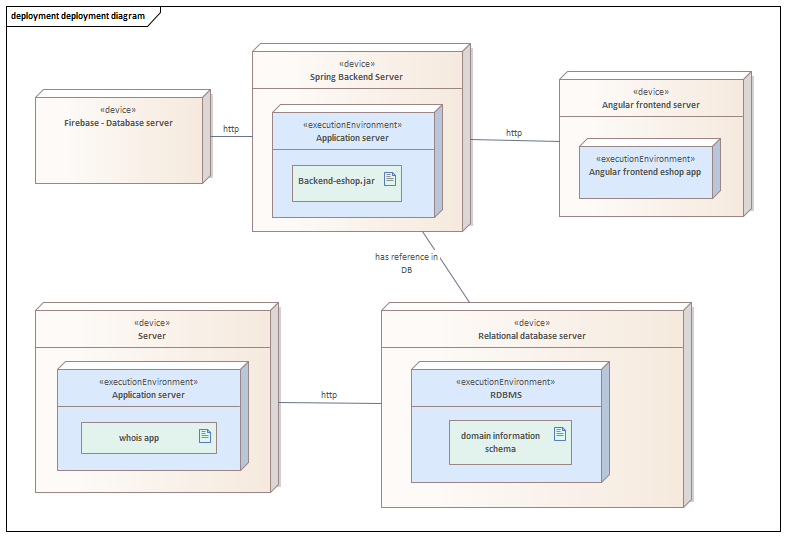 deployment deployment diagram
«device»
Spring Backend Server
«executionEnvironment»
Application server
Backend-eshop.jar
«device»
Firebase - Database server
http
http
«device»
Angular frontend server
«executionEnvironment»
Angular frontend eshop app
has reference in
DB
«device»
Server
«executionEnvironment»
Application server
whois app
http
«device»
Relational database server
«executionEnvironment»
RDBMS
domain information
schema